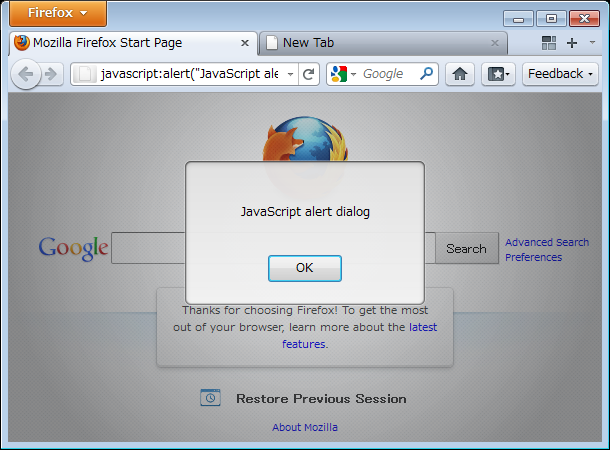 Firefox
Mozilla Firefox Start Page
New Tab
javascript:alert("JavaScript ale
Google
Feedback
JavaScript alert dialog
OK
Google
Search
Advanced Search
Preferences
Thanks for choosing Firefox! To get the most
out of your browser, learn more about the latest
features.
Restore Previous Session
About Mozilla